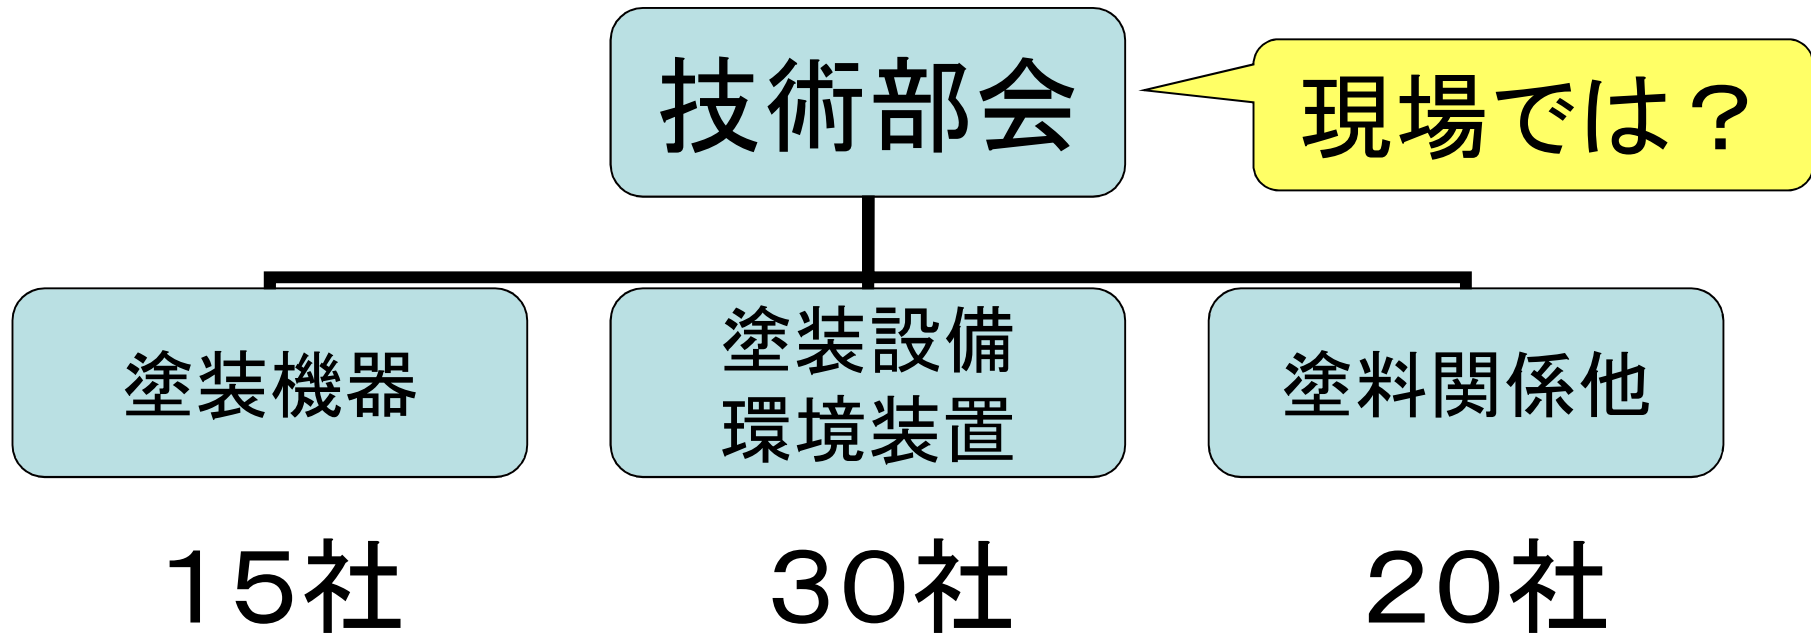 技術部会
現場では？
塗装機器
塗装設備
環境装置
塗料関係他
１５社
３０社
２０社